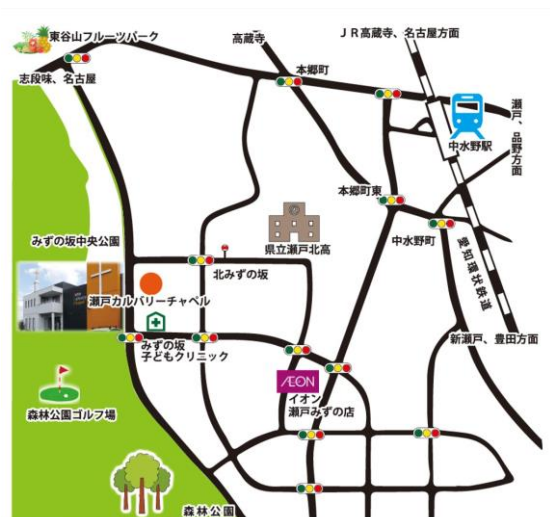 東谷山フルーツパーク
高蔵寺
JR高蔵寺、名古屋方面
志段味、名古屋
本郷町
瀬戸、品野方面
中水野駅
本郷町東
みずの坂中央公園
県立瀬戸北高
中水野町
愛知環状鉄道
北みずの坂
瀬戸カルバリーチャペル
新瀬戸、豊田方面
みずの坂
子どもクリニック
ÆON
イオン
瀬戸みずの店
森林公園ゴルフ場
森林公園